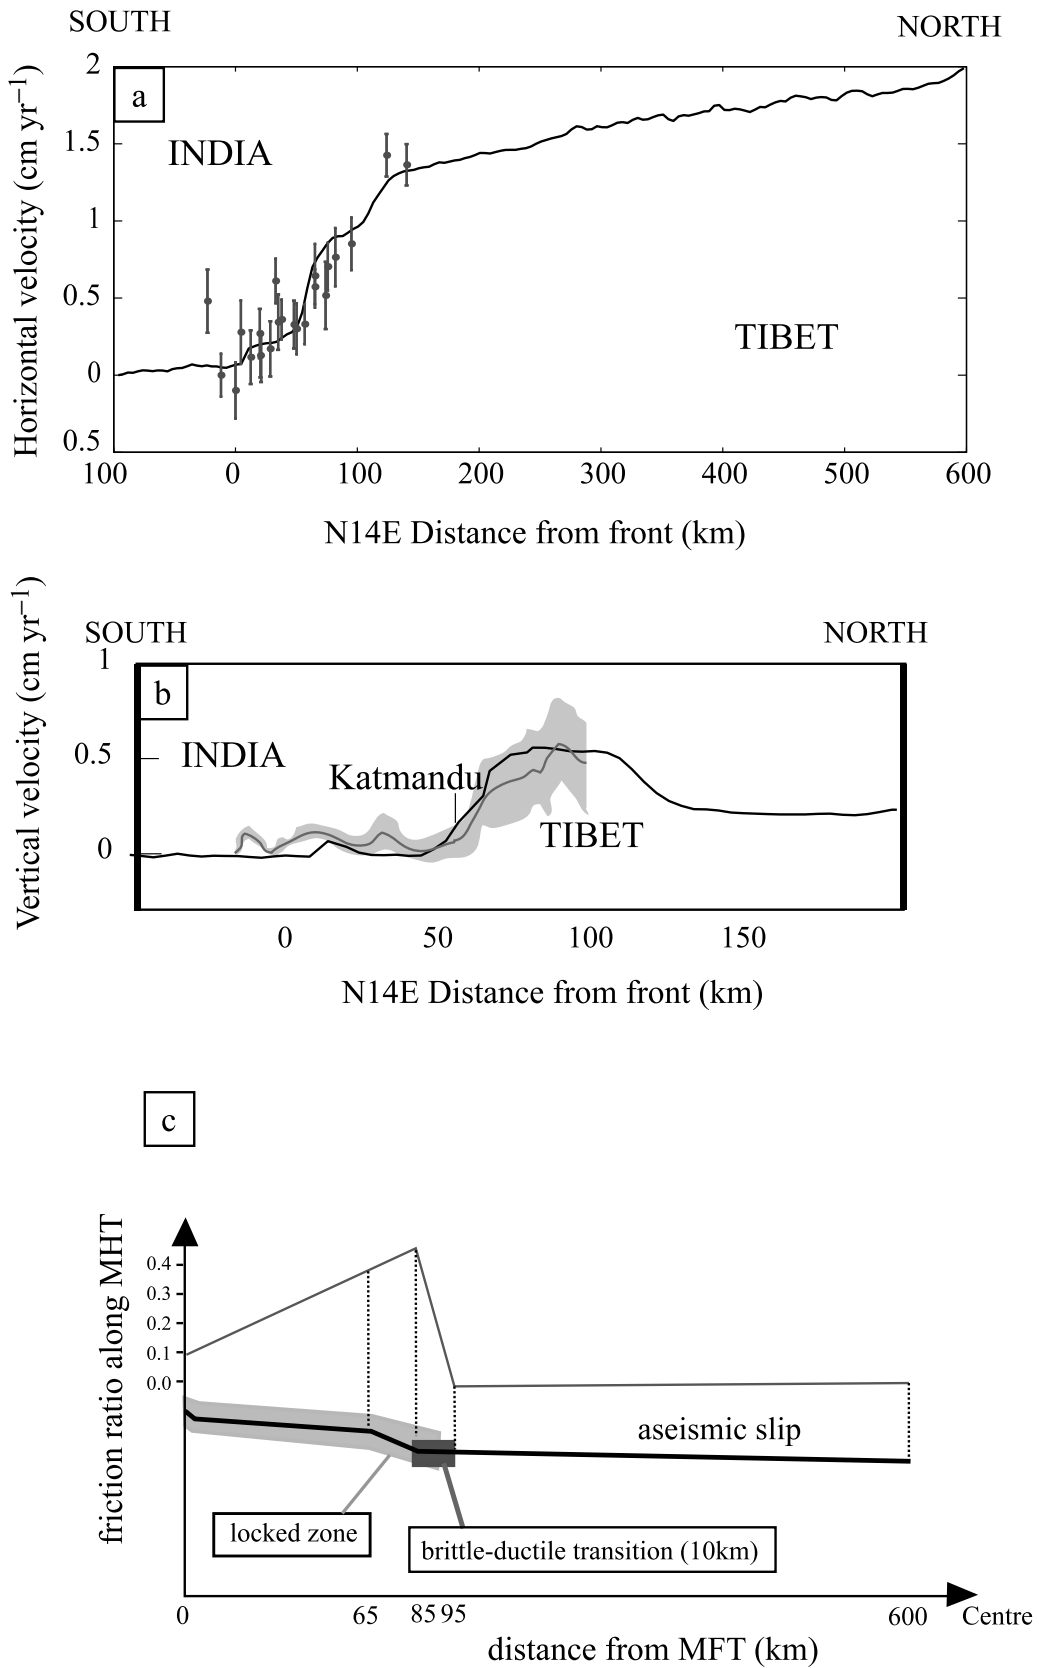 SOUTH NORTH
a
INDIA
TIBET
Horizontal velocity (cm yr−1)
2
1.5
1
0.5
0
0.5
100 0 100 200 300 400 500 600
N14E Distance from front (km)
SOUTH NORTH
b
INDIA
Katmandu
TIBET
Vertical velocity (cm yr−1)
1
0.5
0
0 50 100 150
N14E Distance from front (km)
c
friction ratio along MHT
0.4
0.3
0.2
0.1
0.0
aseismic slip
locked zone
brittle-ductile transition (10km)
0 65 85 95 600 Centre
distance from MFT (km)